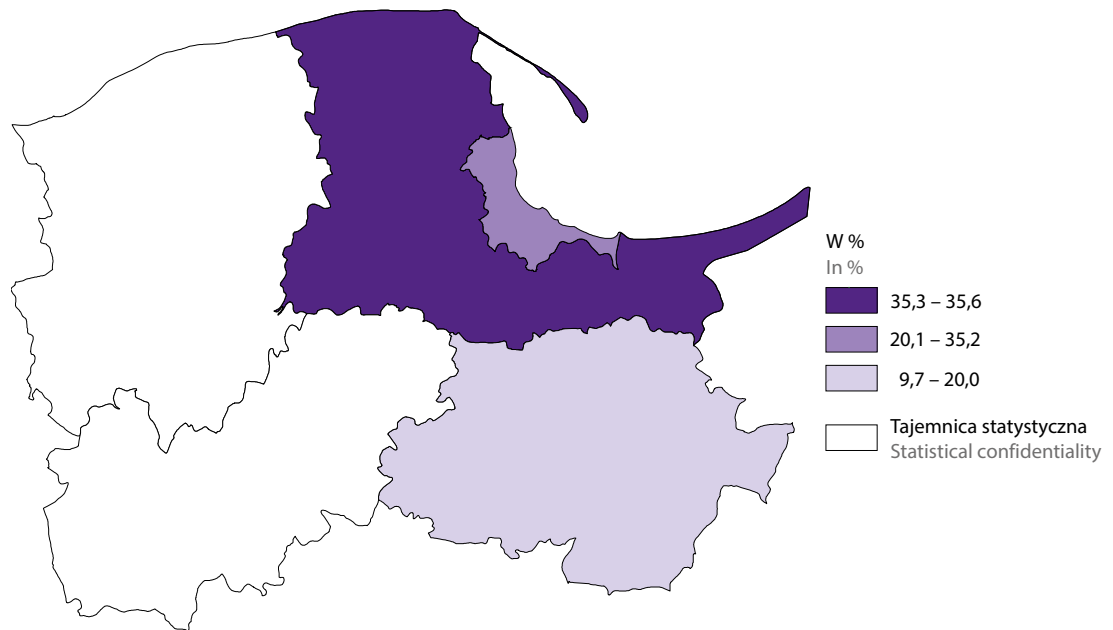 W %
In %
35,3 – 35,6
20,1 – 35,2
9,7 – 20,0
Tajemnica statystyczna
Statistical confidentiality